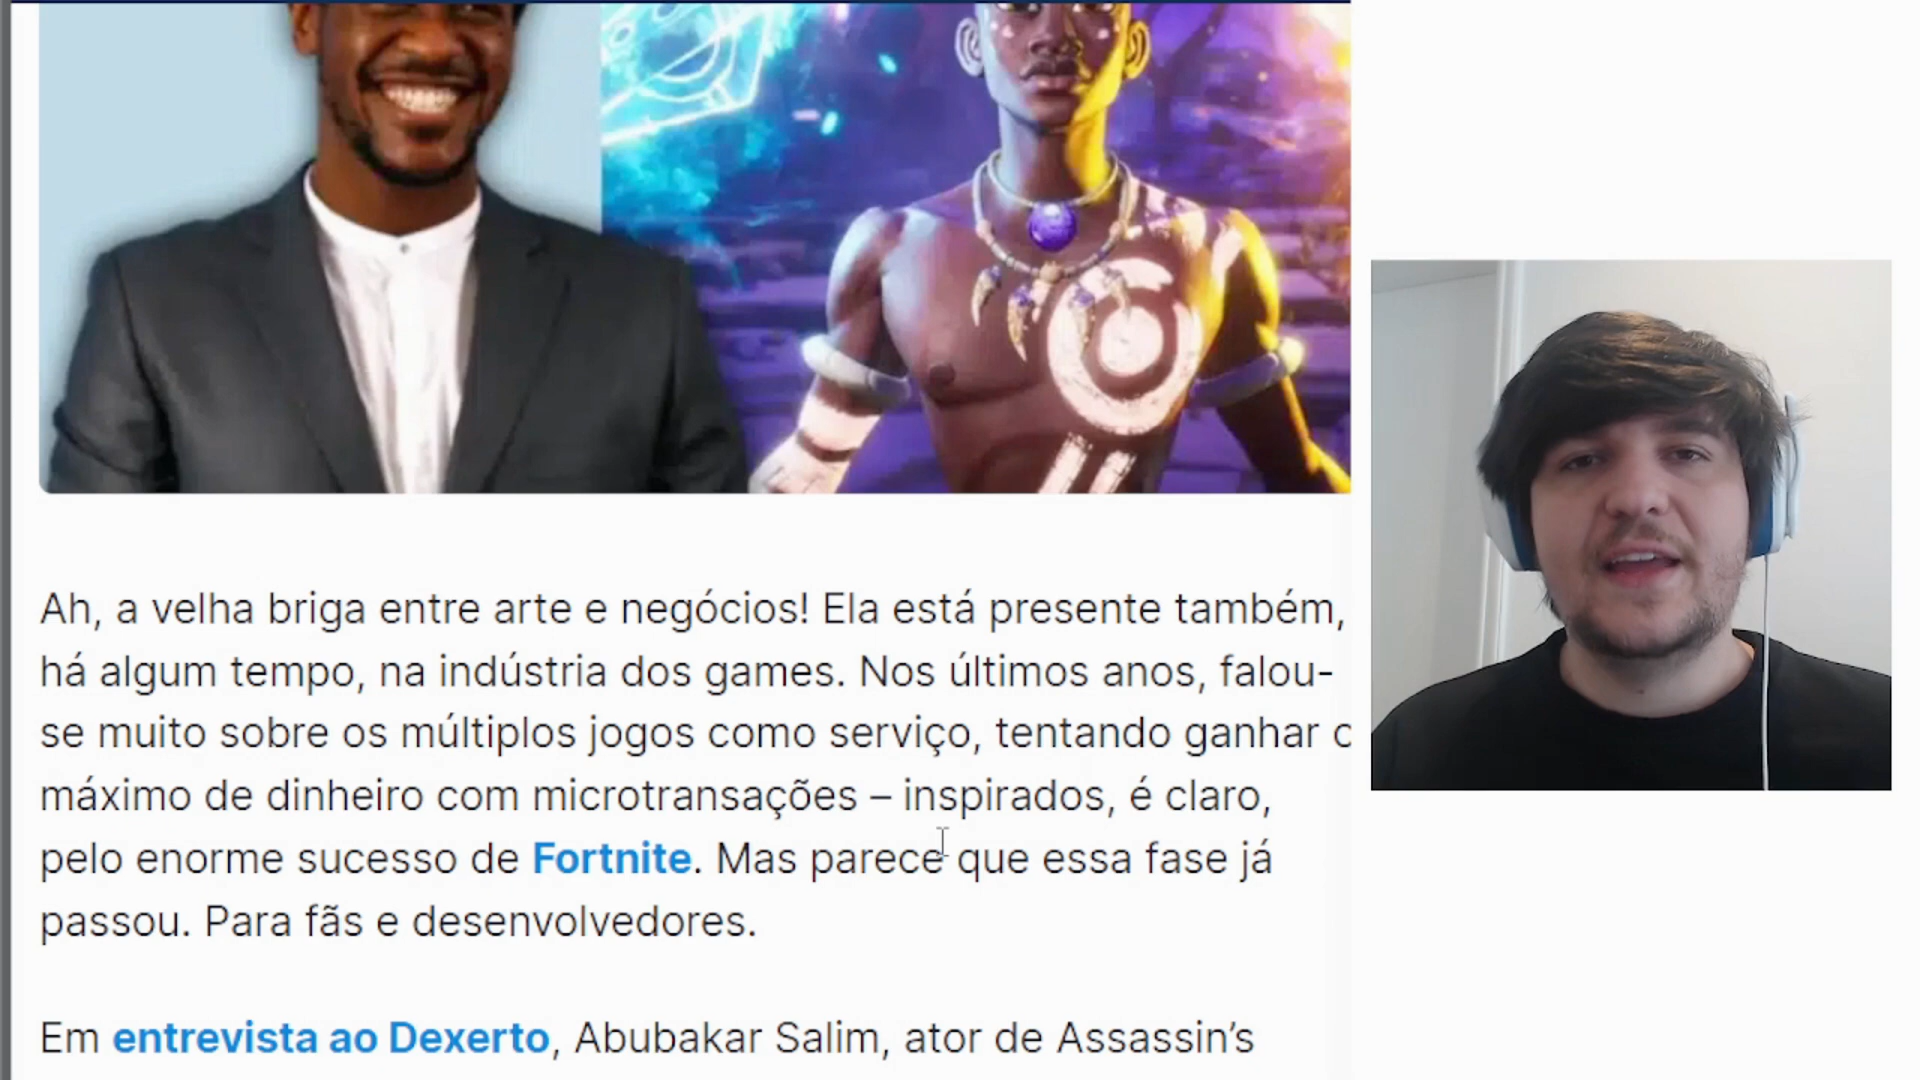 Ah, a velha briga entre arte e negócios! Ela está presente também,
há algum tempo, na indústria dos games. Nos últimos anos, falou-
se muito sobre os múltiplos jogos como serviço, tentando ganhar o
máximo de dinheiro com microtransações – inspirados, é claro,
pelo enorme sucesso de Fortnite. Mas parece que essa fase já
passou. Para fãs e desenvolvedores.
Em entrevista ao Dexerto, Abubakar Salim, ator de Assassin’s